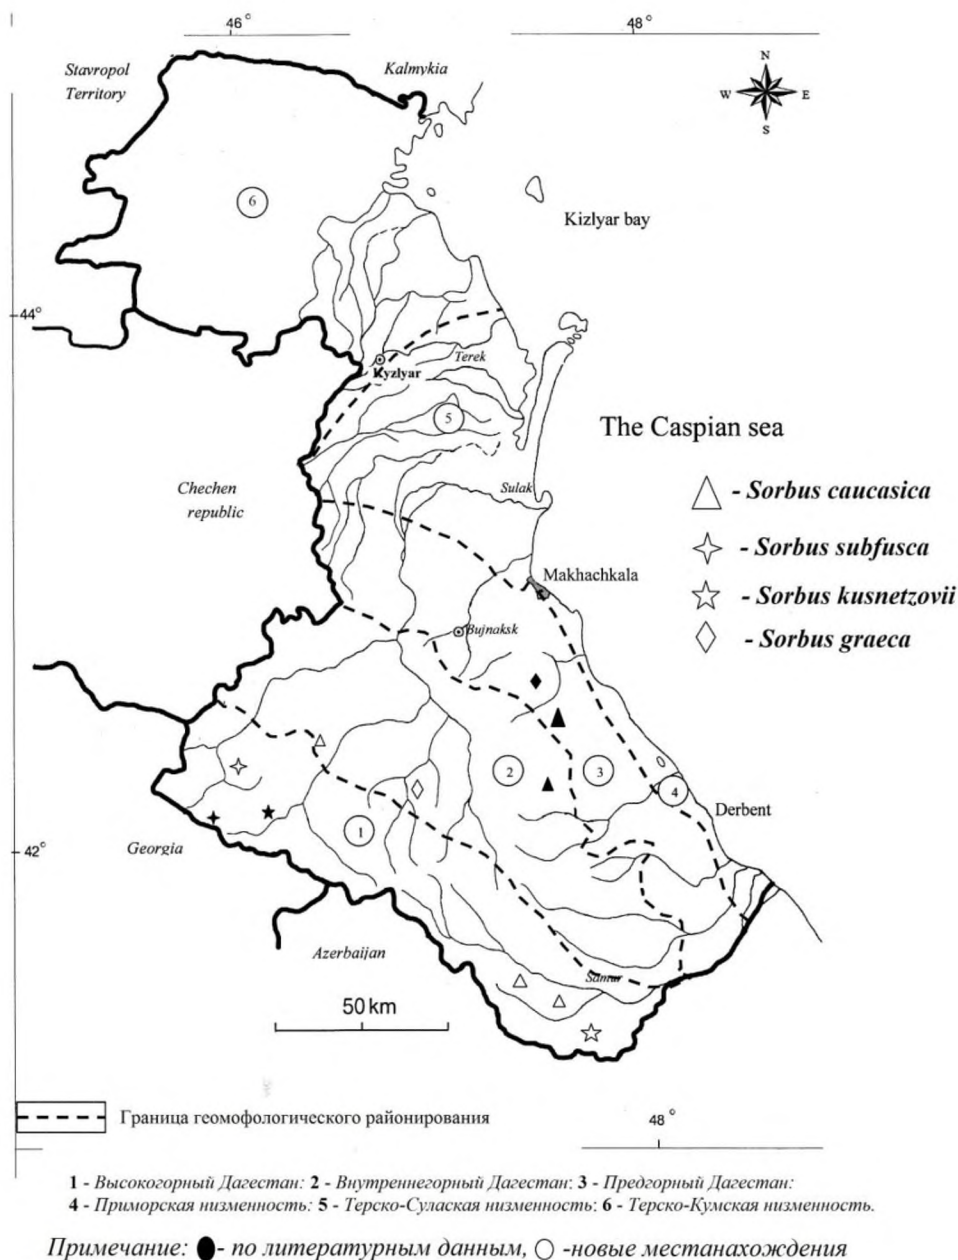 46°
48°
Stavropol
Territory
Kalmykia
N
W
E
S
6
Kizlyar bay
44°
Terek
Kyzlyar
5
The Caspian sea
Chechen
republic
Sulak
△ - Sorbus caucasica
- Sorbus subfusca
- Sorbus kusnetzovii
- Sorbus graeca
Makhachkala
Bujnaksk
2
3
4
Derbent
1
42°
Georgia
Azerbaijan
Samur
50 km
Граница геомофологического районирования
48°
1 - Высокогорный Дагестан: 2 - Внутреннегорный Дагестан: 3 - Предгорный Дагестан:
4 - Приморская низменность: 5 - Терско-Сулаская низменность: 6 - Терско-Кумская низменность.
Примечание: ●- по литературным данным, ○ -новые местанахождения